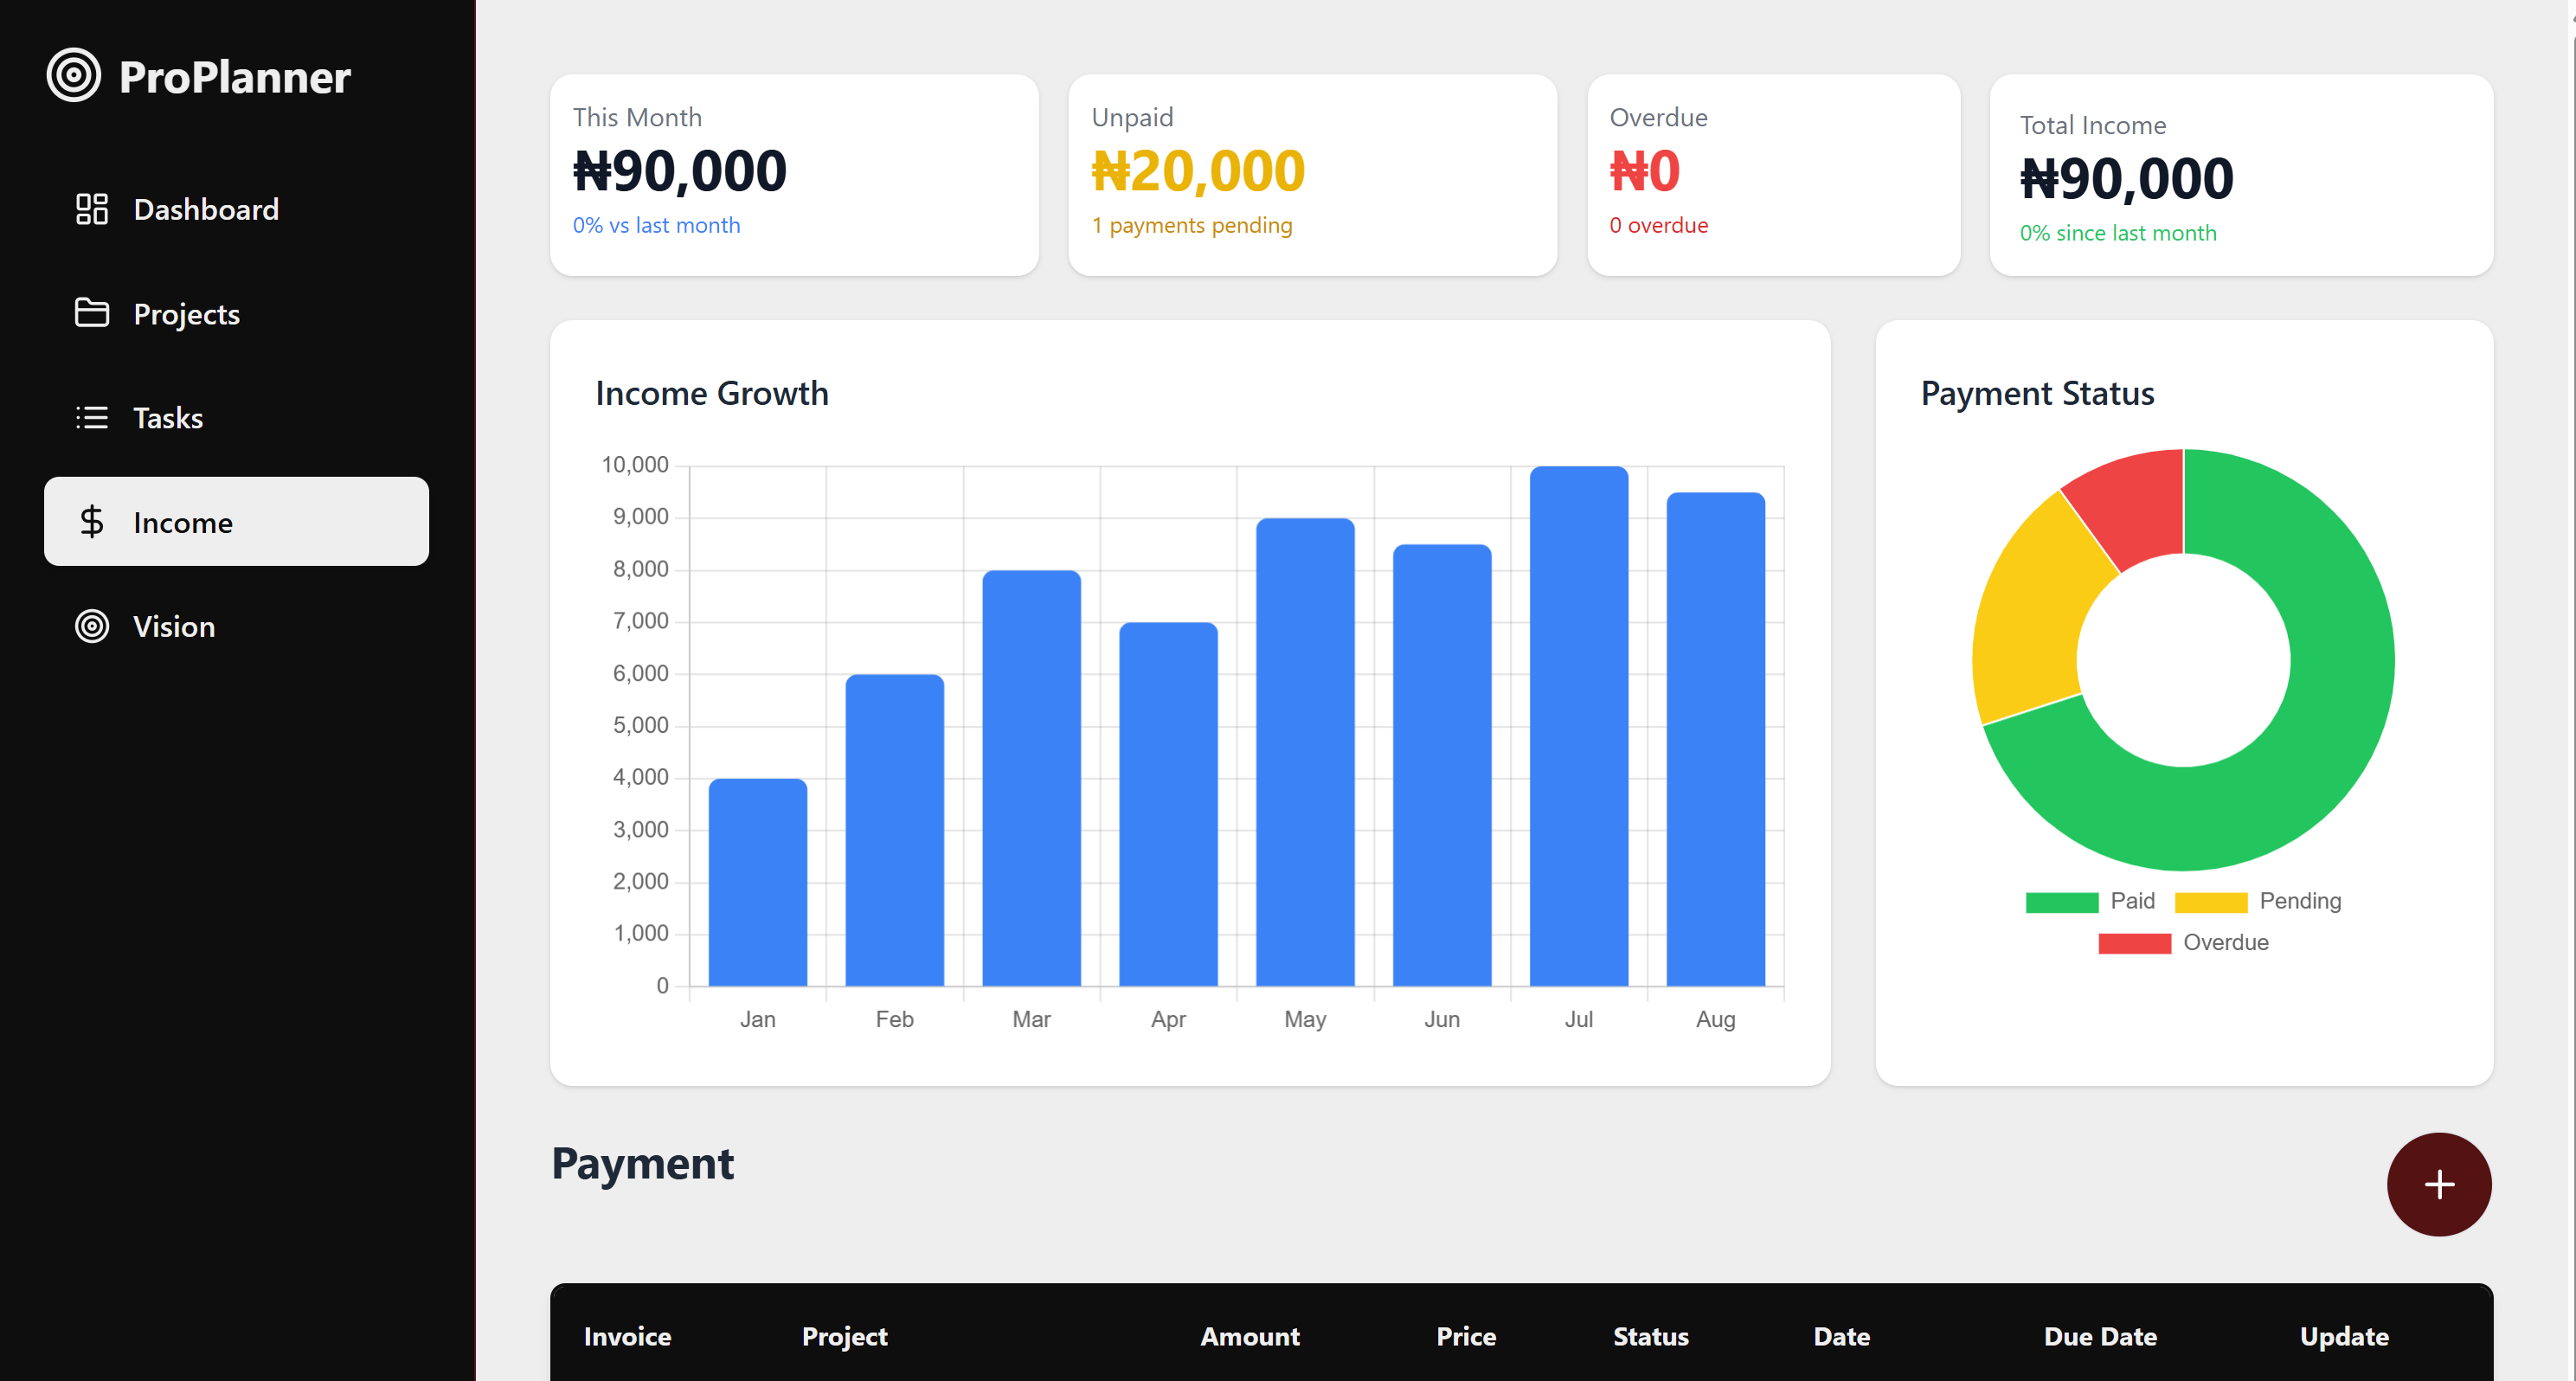 ProPlanner
Dashboard
Projects
Tasks
Income
Vision
This Month
₦90,000
0% vs last month
Unpaid
₦20,000
1 payments pending
Overdue
₦0
0 overdue
Total Income
₦90,000
0% since last month
Income Growth
10,000
9,000
8,000
7,000
6,000
5,000
4,000
3,000
2,000
1,000
0
Jan Feb Mar Apr May Jun Jul Aug
Payment Status
Paid Pending
Overdue
Payment
+
Invoice Project Amount Price Status Date Due Date Update